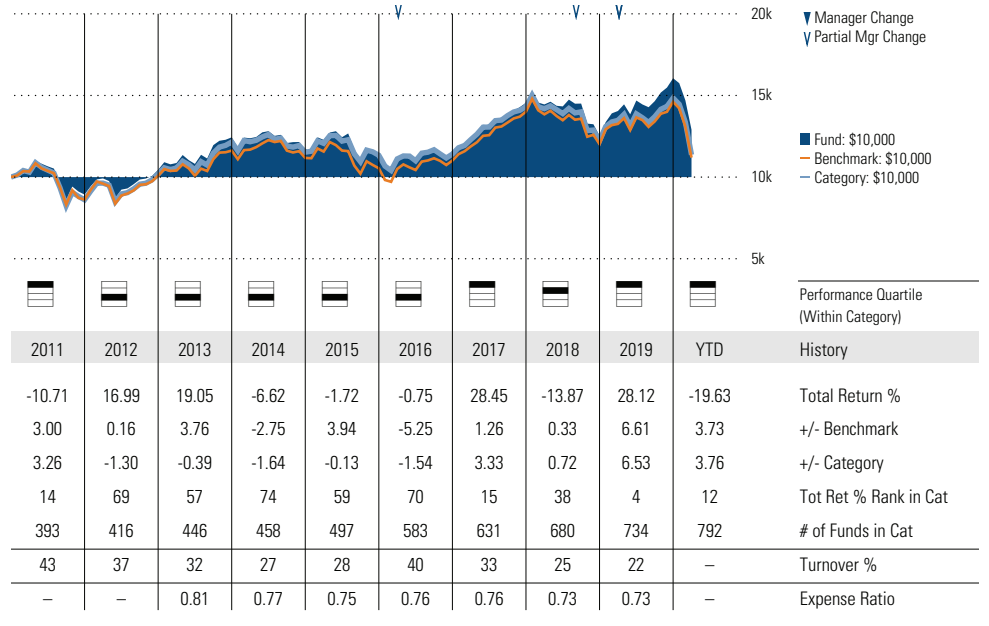 20k
Manager Change
Partial Mgr Change
15k
Fund: $10,000
Benchmark: $10,000
10k
Category: $10,000
5k
Performance Quartile
(Within Category)
2011 2012 2013 2014 2015 2016 2017 2018 2019 YTD History
-10.71 16.99 19.05 -6.62 -1.72 -0.75 28.45 -13.87 28.12 -19.63 Total Return %
3.00 0.16 3.76 -2.75 3.94 -5.25 1.26 0.33 6.61 3.73 +/- Benchmark
3.26 -1.30 -0.39 -1.64 -0.13 -1.54 3.33 0.72 6.53 3.76 +/- Category
14 69 57 74 59 70 15 38 4 12 Tot Ret % Rank in Cat
393 416 446 458 497 583 631 680 734 792 # of Funds in Cat
43 37 32 27 28 40 33 25 22 – Turnover %
– – 0.81 0.77 0.75 0.76 0.76 0.73 0.73 – Expense Ratio